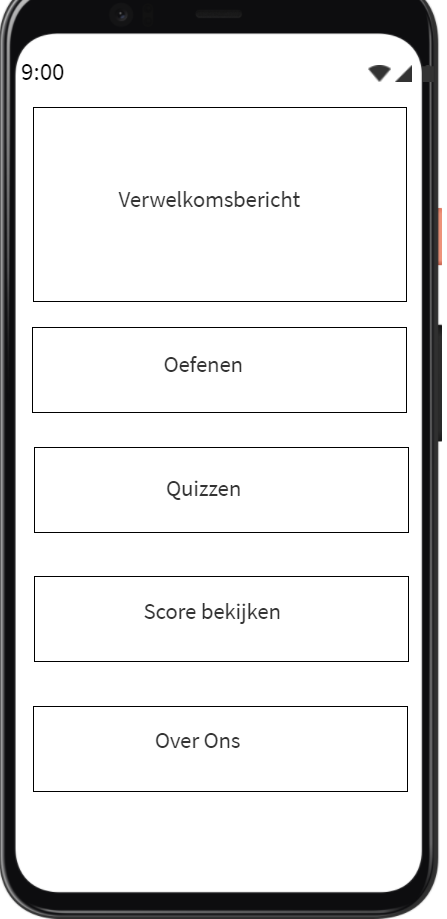 9:00
Verwelkomsbericht
Oefenen
Quizzen
Score bekijken
Over Ons